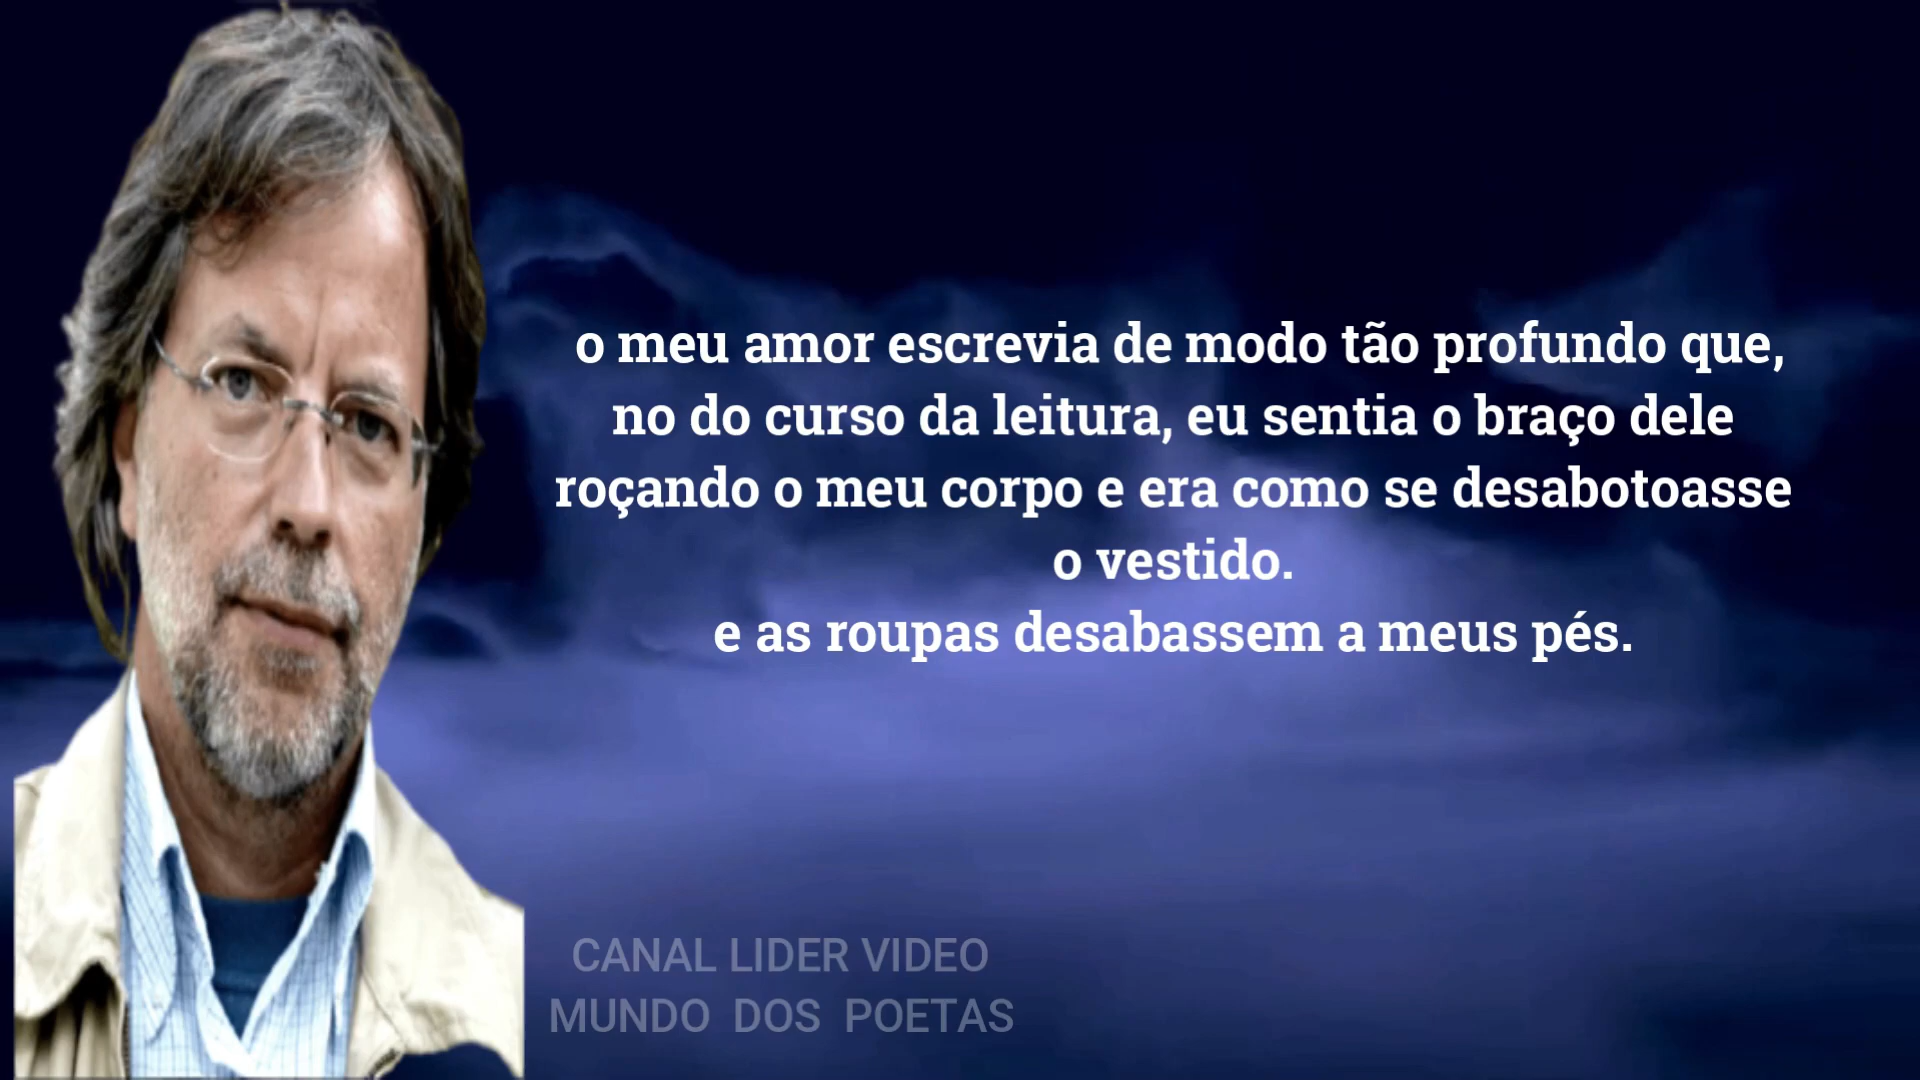 o meu amor escrevia de modo tão profundo que,
no do curso da leitura, eu sentia o braço dele
roçando o meu corpo e era como se desabotoasse
o vestido.
e as roupas desabassem a meus pés.
CANAL LIDER VIDEO
MUNDO DOS POETAS